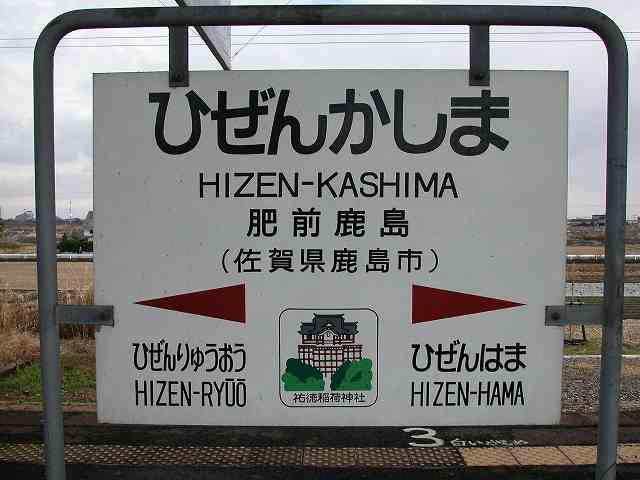 ひぜんかしま
HIZEN-KASHIMA
肥前鹿島
(佐賀県鹿島市)
ひぜんりゅうおう
HIZEN-RYŪŌ
ひぜんはま
HIZEN-HAMA
祐徳稲荷神社
3